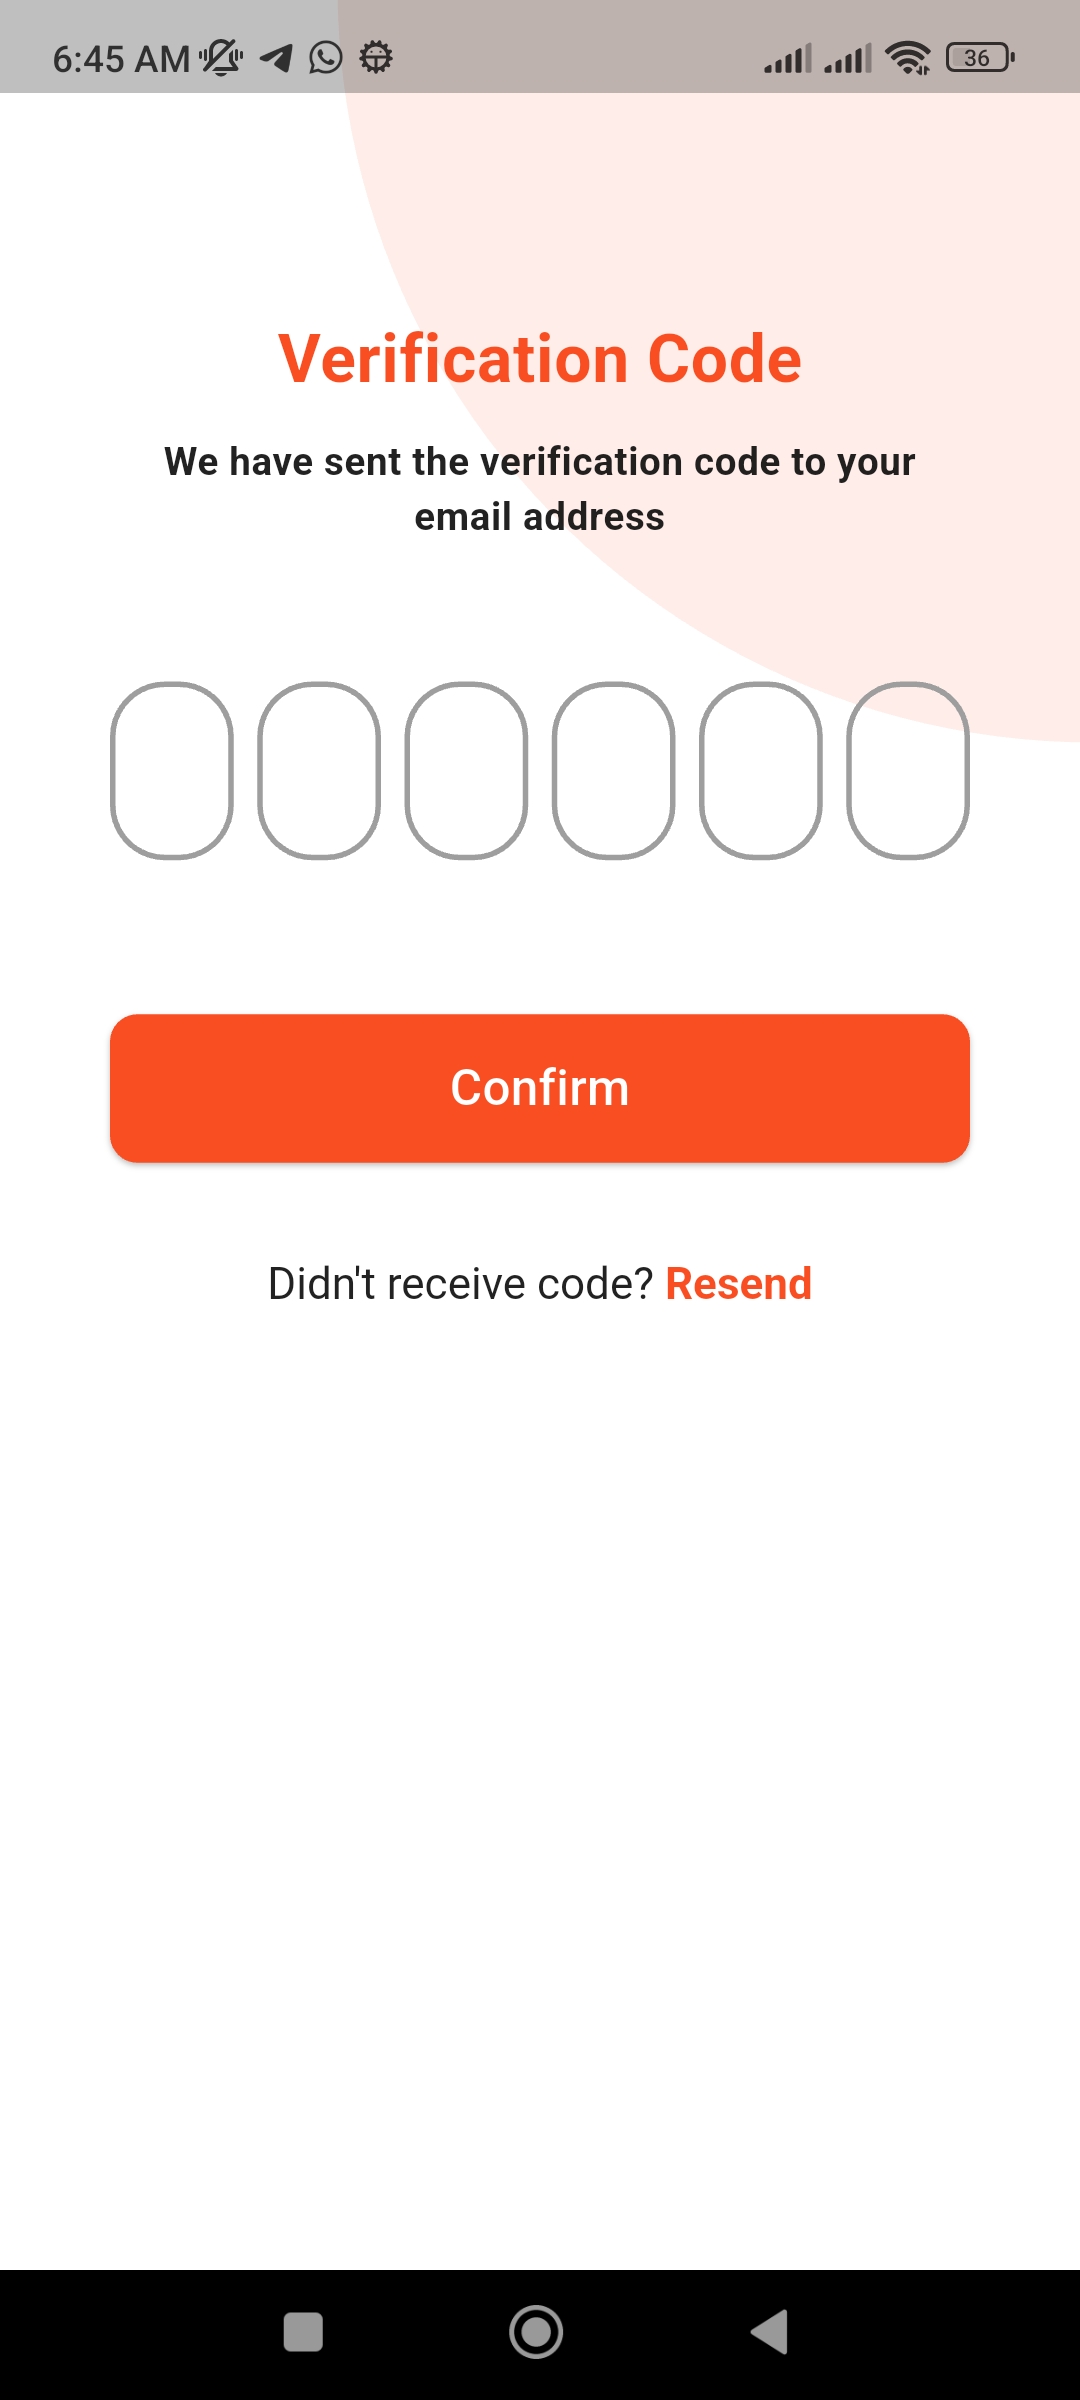 6:45 AM
36
Verification Code
We have sent the verification code to your
email address
Confirm
Didn't receive code? Resend